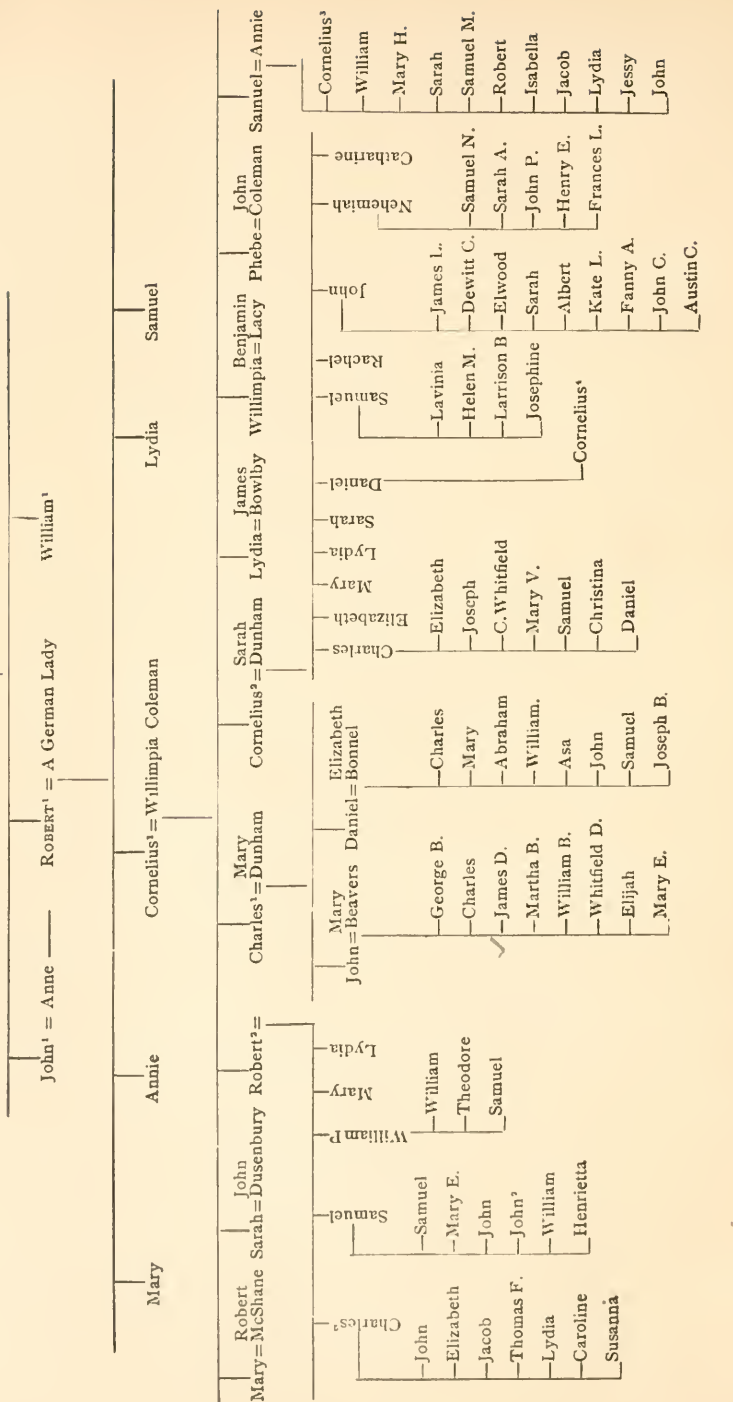 John¹ = Anne
ROBERT¹ = A German Lady
William¹
Mary
Annie
Cornelius¹ = Willimpia Coleman
Lydia
Samuel
Robert
Mary=McShane
John
Sarah=Dusenbury
Robert²=
Mary
Charles¹=Dunham
Sarah
Cornelius²=Dunham
James
Lydia=Bowlby
Benjamin
Willimpia=Lacy
John
Phebe=Coleman
Samuel=Annie
Charles²
Samuel
William P
Mary
Lydia
Mary
John=Beavers
Elizabeth
Daniel=Bonnel
Charles
Elizabeth
Mary
Lydia
Sarah
Daniel
Samuel
Rachel
John
Nehemiah
Catharine
John
Elizabeth
Jacob
Thomas F.
Lydia
Caroline
Susanna
Samuel
Mary E.
John
John²
William
Henrietta
William
Theodore
Samuel
George B.
Charles
James D.
Martha B.
William B.
Whitfield D.
Elijah
Mary E.
Charles
Mary
Abraham
William.
Asa
John
Samuel
Joseph B.
Elizabeth
Joseph
C. Whitfield
Mary V.
Samuel
Christina
Daniel
Cornelius⁴
Lavinia
Helen M.
Larrison B
Josephine
James L.
Dewitt C.
Elwood
Sarah
Albert
Kate L.
Fanny A.
John C.
Austin C.
Samuel N.
Sarah A.
John P.
Henry E.
Frances L.
Cornelius³
William
Mary H.
Sarah
Samuel M.
Robert
Isabella
Jacob
Lydia
Jessy
John